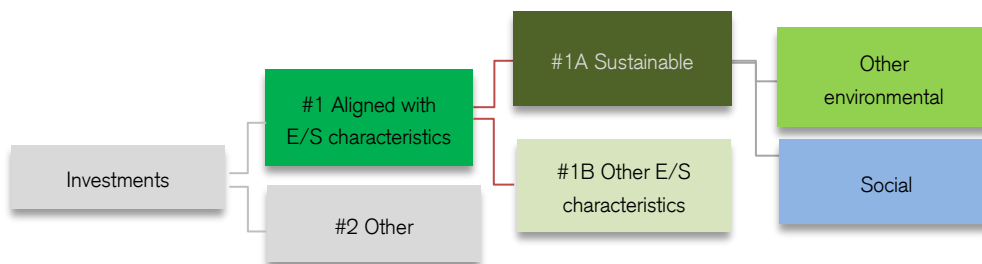 Investments
#1 Aligned with
E/S characteristics
#2 Other
#1A Sustainable
#1B Other E/S
characteristics
Other
environmental
Social